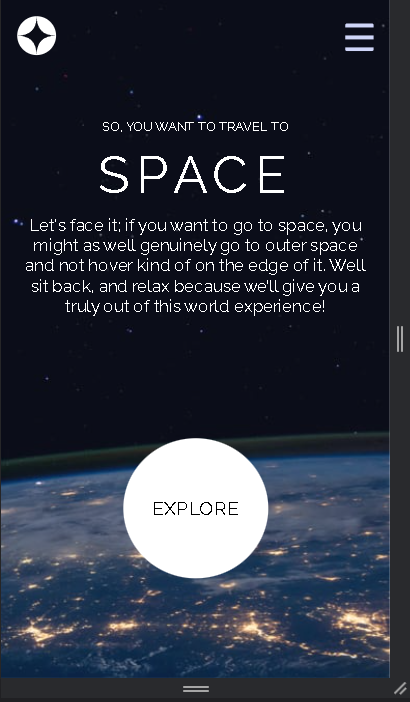 SO, YOU WANT TO TRAVEL TO
SPACE
Let's face it; if you want to go to space, you
might as well genuinely go to outer space
and not hover kind of on the edge of it. Well
sit back, and relax because we'll give you a
truly out of this world experience!
EXPLORE